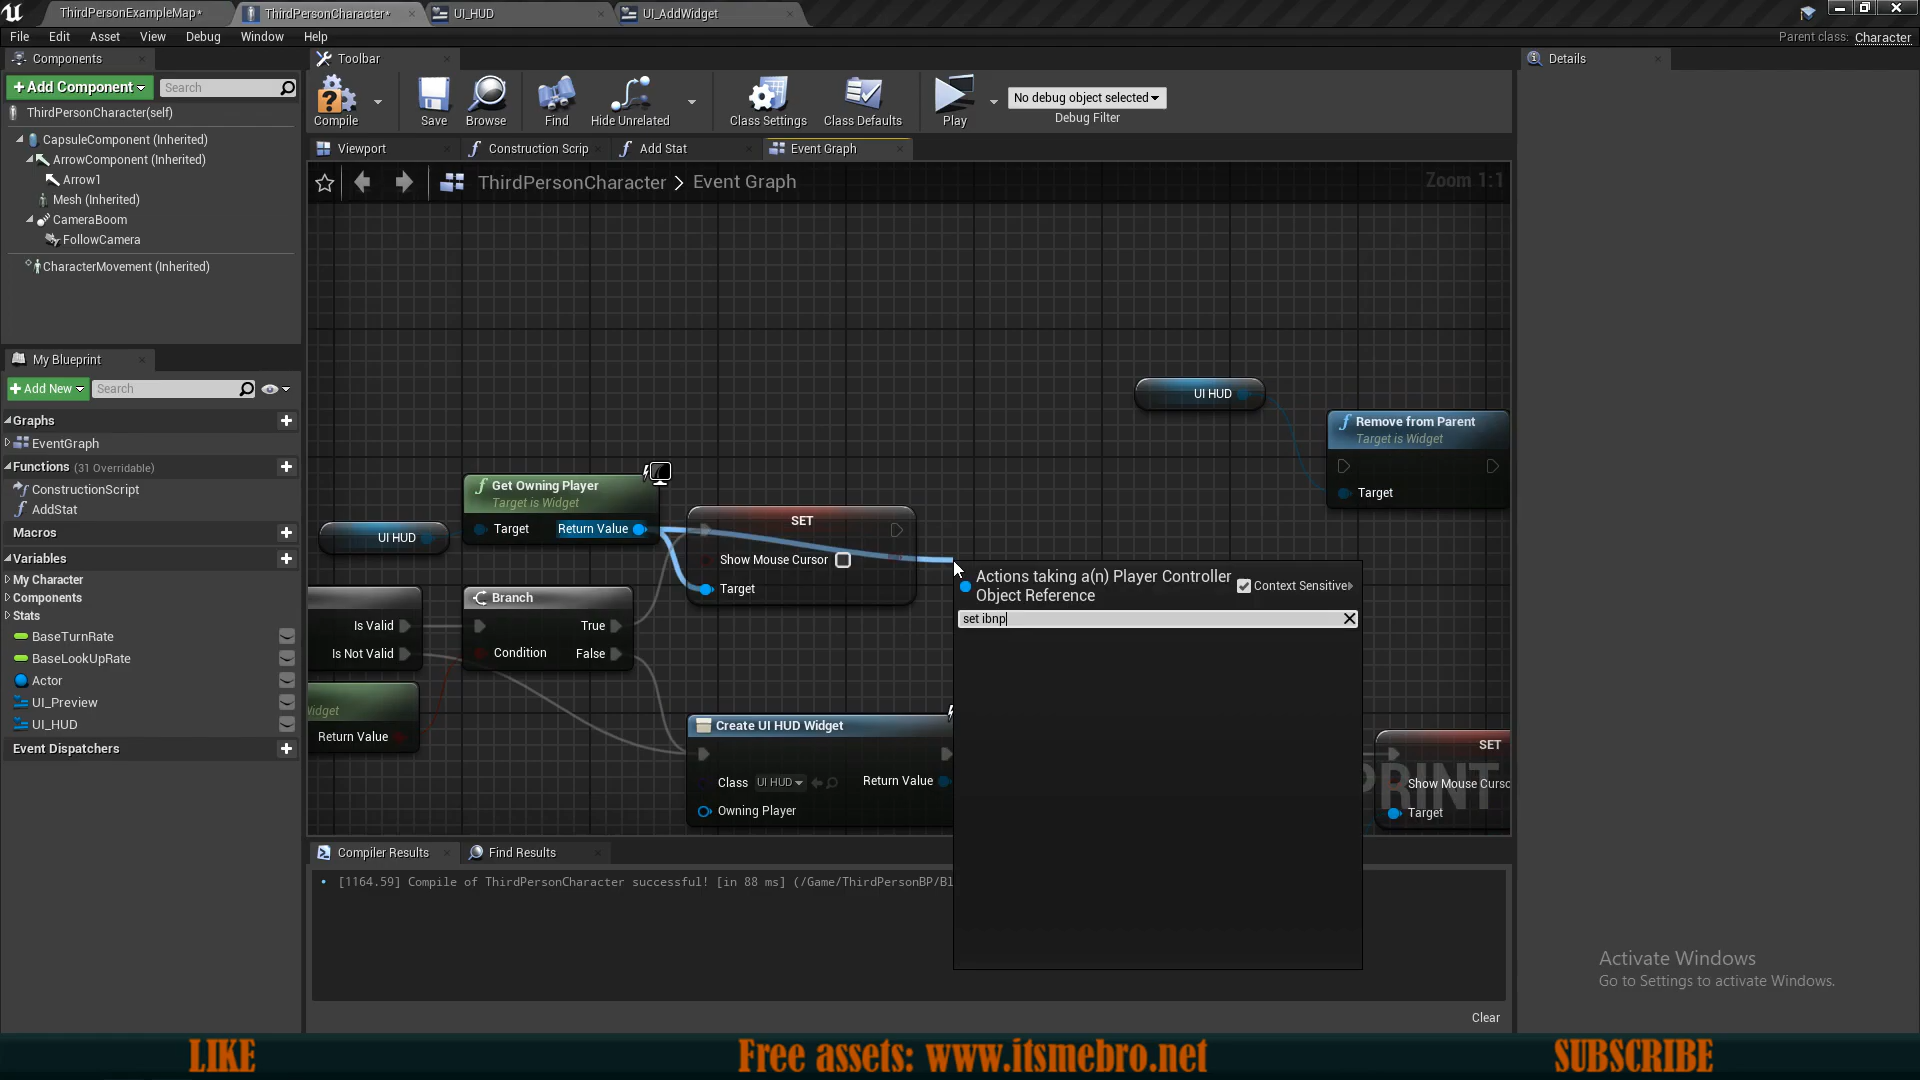 ThirdPersonExampleMap*
ThirdPersonCharacter*
UI_HUD
UI_AddWidget
File Edit Asset View Debug Window Help
Parent class: Character
Components
Toolbar
Details
+Add Component
Search
Compile
Save
Browse
Find
Hide Unrelated
Class Settings
Class Defaults
Play
No debug object selected
Debug Filter
ThirdPersonCharacter(self)
CapsuleComponent (Inherited)
ArrowComponent (Inherited)
Arrow1
Mesh (Inherited)
CameraBoom
FollowCamera
CharacterMovement (Inherited)
Viewport
Construction Scrip
Add Stat
Event Graph
ThirdPersonCharacter > Event Graph
Zoom 1:1
My Blueprint
+Add New
Search
Graphs
EventGraph
Functions (31 Overridable)
ConstructionScript
AddStat
Macros
Variables
My Character
Components
Stats
BaseTurnRate
BaseLookUpRate
Actor
UI_Preview
UI_HUD
Event Dispatchers
UI HUD
Remove from Parent
Target is Widget
Target
Get Owning Player
Target is Widget
Target Return Value
UI HUD
SET
Show Mouse Cursor
Target
Branch
Is Valid
True
Is Not Valid
Condition False
Widget
Return Value
Create UI HUD Widget
Class UI HUD
Return Value
Owning Player
Actions taking a(n) Player Controller
Object Reference
Context Sensitive
set ibnp
SET
Show Mouse Curso
Target
PRINT
Compiler Results
Find Results
[1164.59] Compile of ThirdPersonCharacter successful! [in 88 ms] (/Game/ThirdPersonBP/Bl
Clear
Activate Windows
Go to Settings to activate Windows.
LIKE
Free assets: www.itsmebro.net
SUBSCRIBE